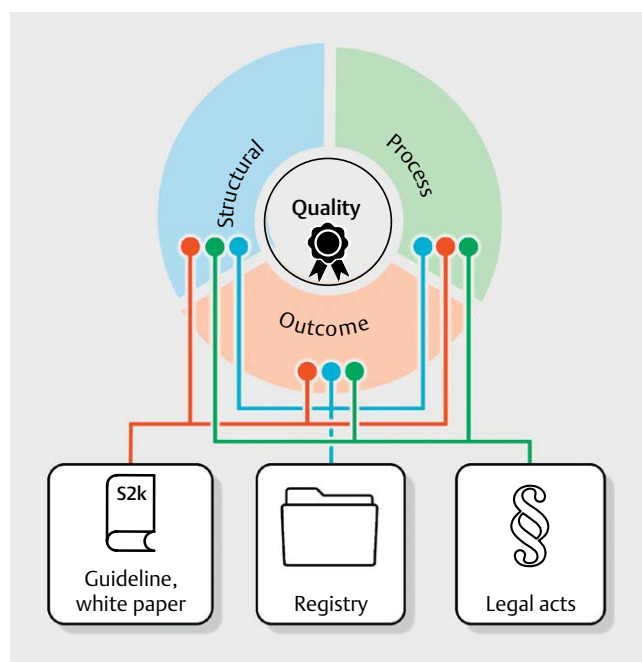 Structural
Process
Quality
Outcome
S2k
Guideline,
white paper
Registry
Legal acts